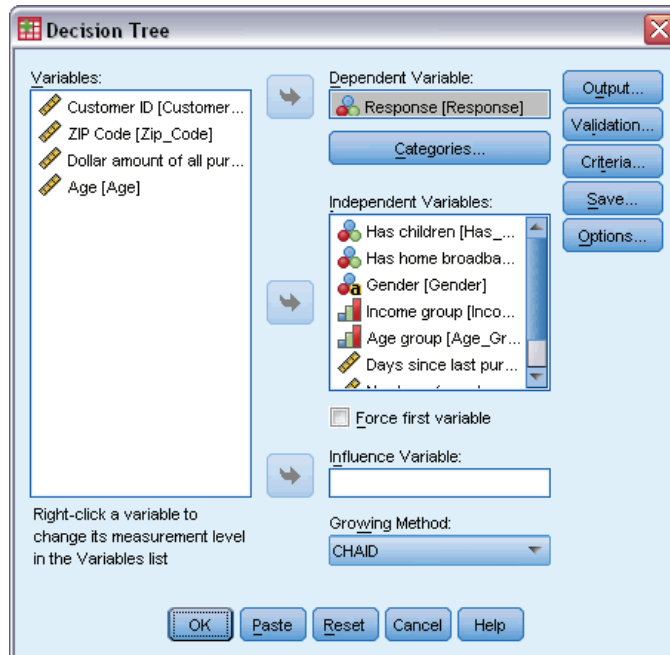 Decision Tree
Variables:
Customer ID [Customer...
ZIP Code [Zip_Code]
Dollar amount of all pur...
Age [Age]
Right-click a variable to
change its measurement level
in the Variables list
Dependent Variable:
Response [Response]
Categories...
Independent Variables:
Has children [Has_...
Has home broadba...
Gender [Gender]
Income group [Inco...
Age group [Age_Gr...
Days since last pur...
Force first variable
Influence Variable:
Growing Method:
CHAID
Output...
Validation...
Criteria...
Save...
Options...
OK
Paste
Reset
Cancel
Help